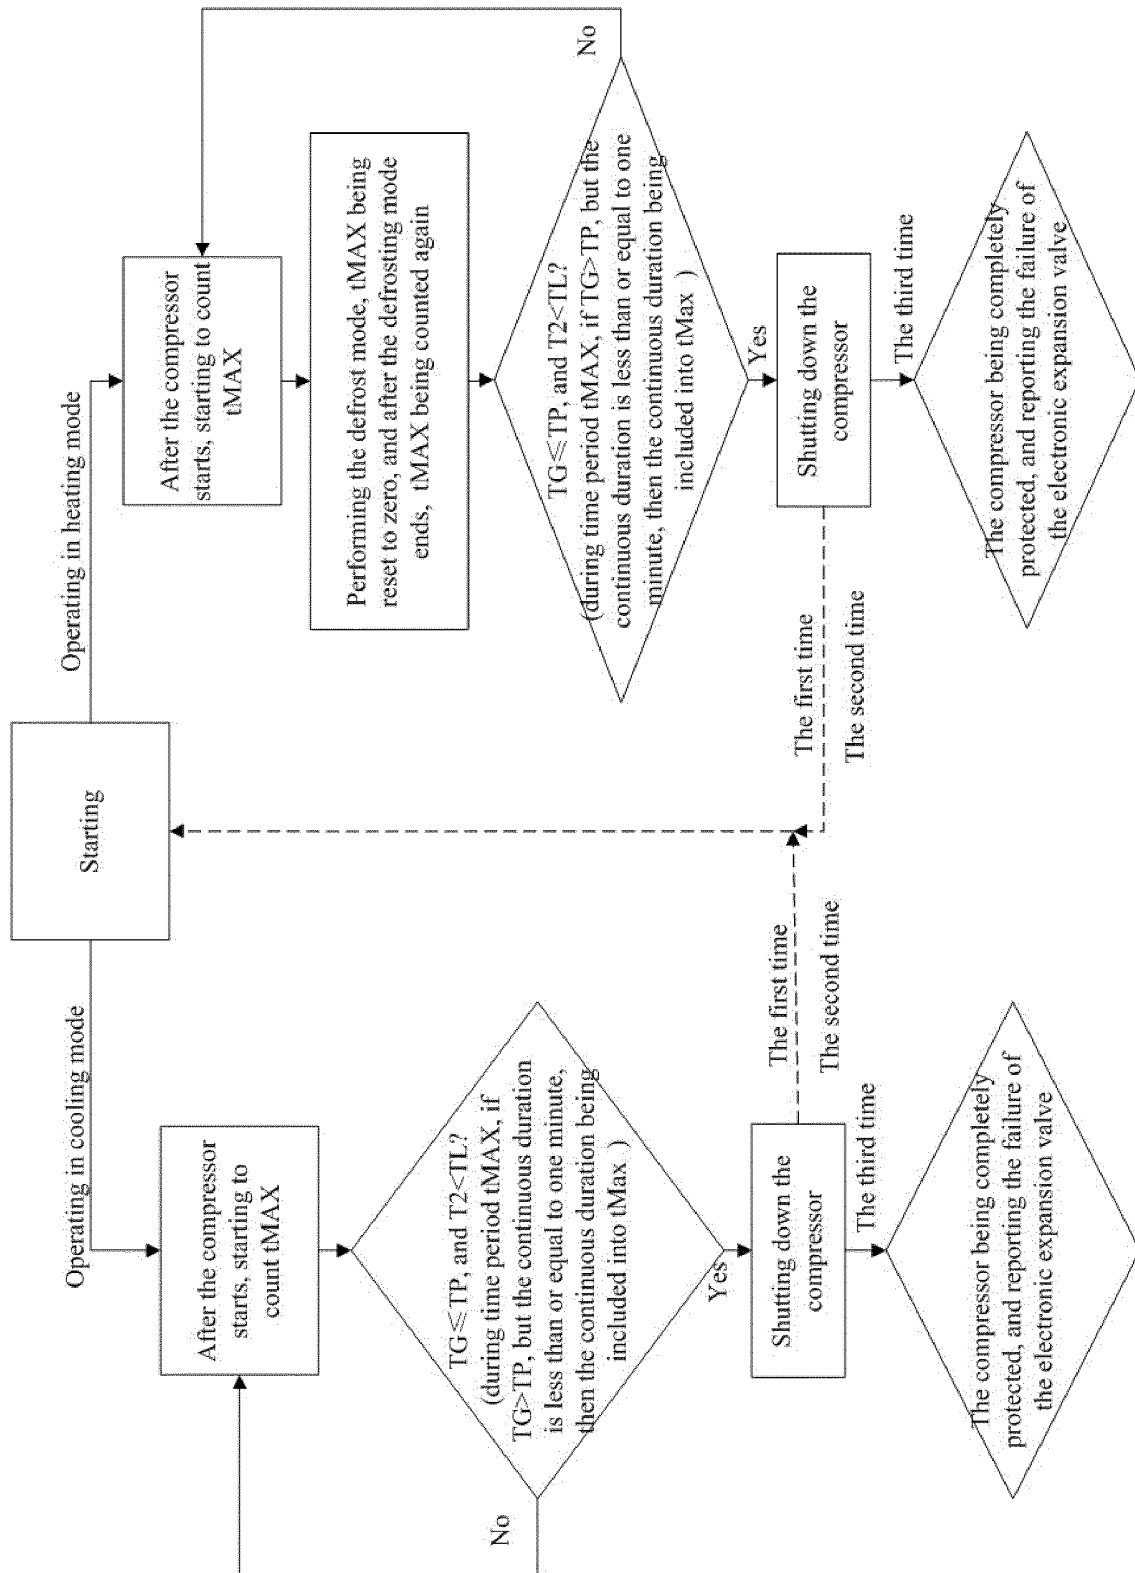 Starting
Operating in cooling mode
Operating in heating mode
After the compressor
starts, starting to
count tMAX
TG≤TP, and T2<TL?
(during time period tMAX, if
TG>TP, but the continuous duration
is less than or equal to one minute,
then the continuous duration being
included into tMax )
No
Yes
Shutting down the
compressor
The first time
The second time
The third time
The compressor being completely
protected, and reporting the failure of
the electronic expansion valve
After the compressor
starts, starting to count
tMAX
Performing the defrost mode, tMAX being
reset to zero, and after the defrosting mode
ends, tMAX being counted again
TG≤TP, and T2<TL?
(during time period tMAX, if TG>TP, but the
continuous duration is less than or equal to one
minute, then the continuous duration being
included into tMax )
No
Yes
Shutting down the
compressor
The first time
The second time
The third time
The compressor being completely
protected, and reporting the failure of
the electronic expansion valve